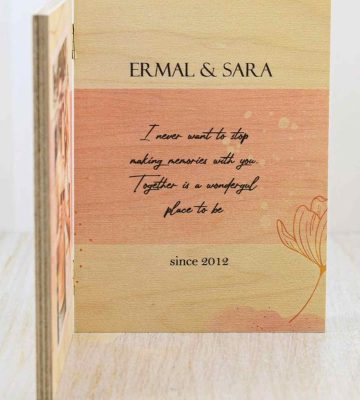 ERMAL & SARA
I never want to stop
making memories with you.
Together is a wonderful
place to be
since 2012